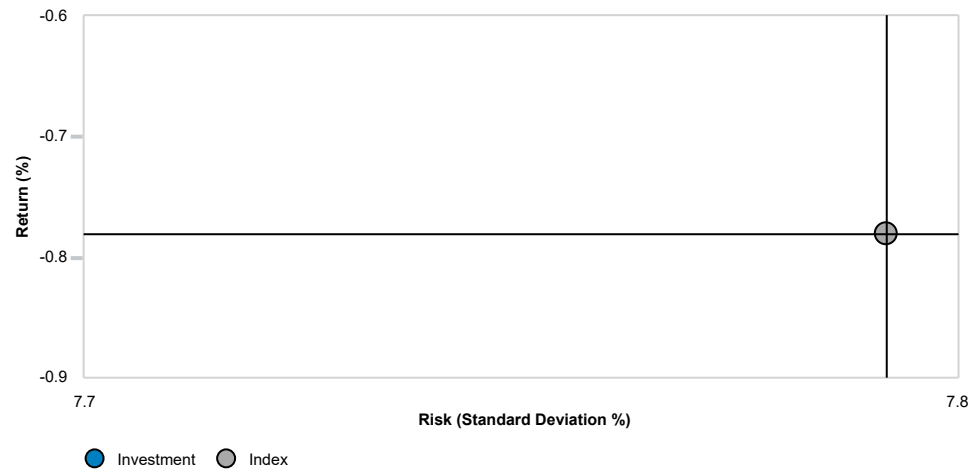 -0.6
-0.7
Return (%)
-0.8
-0.9
7.7 7.8
Risk (Standard Deviation %)
Investment Index